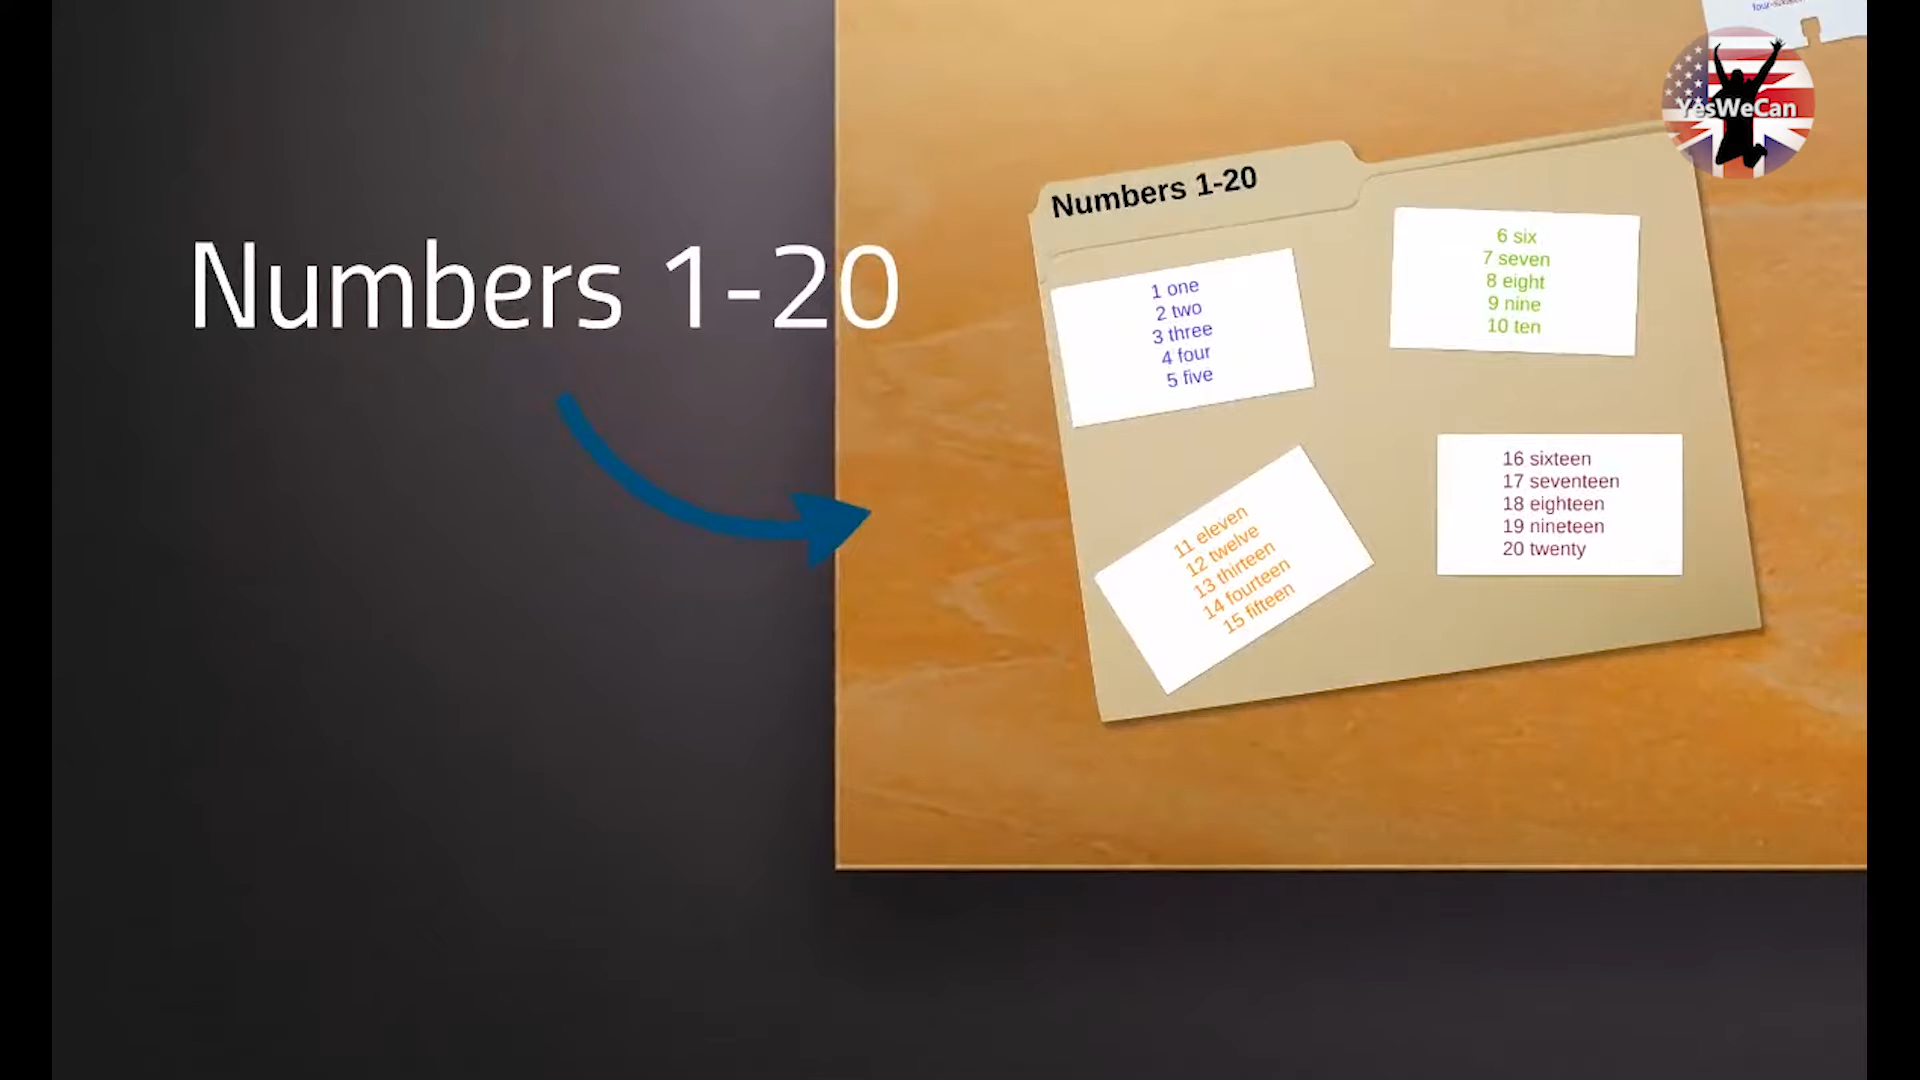 YesWeCan
Numbers 1-20
Numbers 1-20
1 one
2 two
3 three
4 four
5 five
6 six
7 seven
8 eight
9 nine
10 ten
11 eleven
12 twelve
13 thirteen
14 fourteen
15 fifteen
16 sixteen
17 seventeen
18 eighteen
19 nineteen
20 twenty